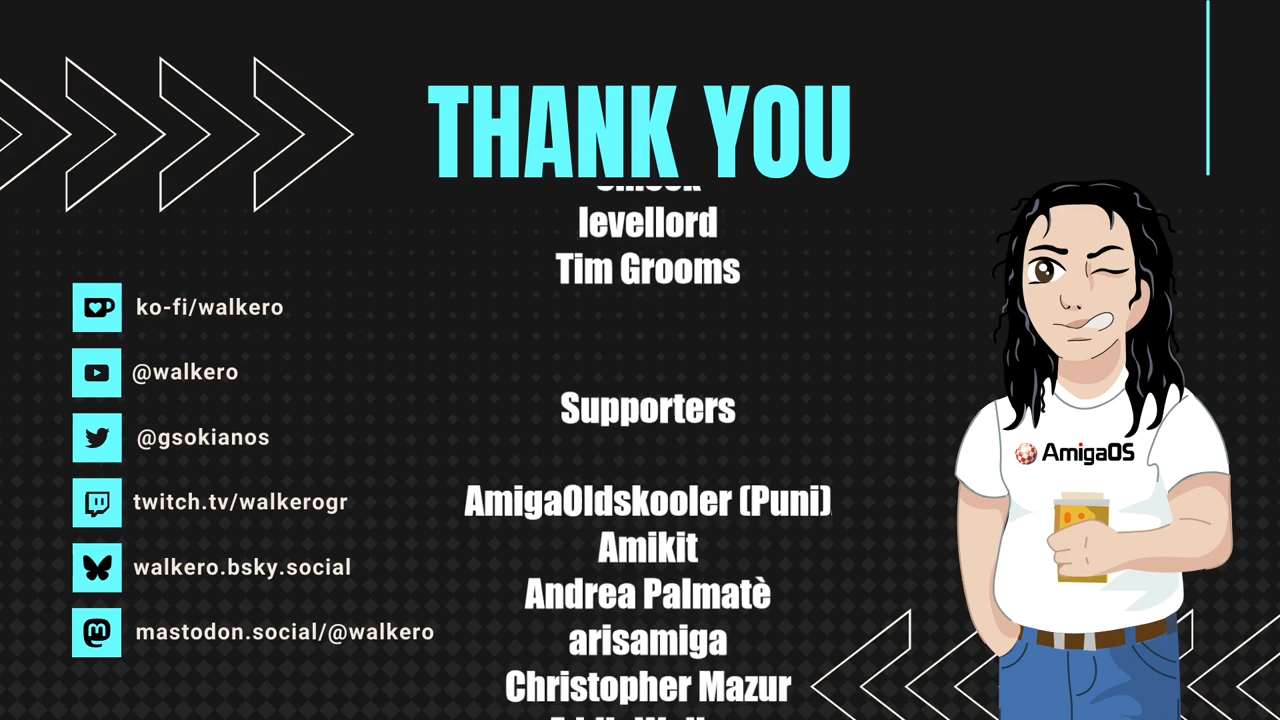 THANK YOU
levellord
Tim Grooms
Supporters
AmigaOldskooler (Puni)
Amikit
Andrea Palmatè
arisamiga
Christopher Mazur
ko-fi/walkero
@walkero
@gsokianos
twitch.tv/walkerogr
walkero.bsky.social
mastodon.social/@walkero
AmigaOS